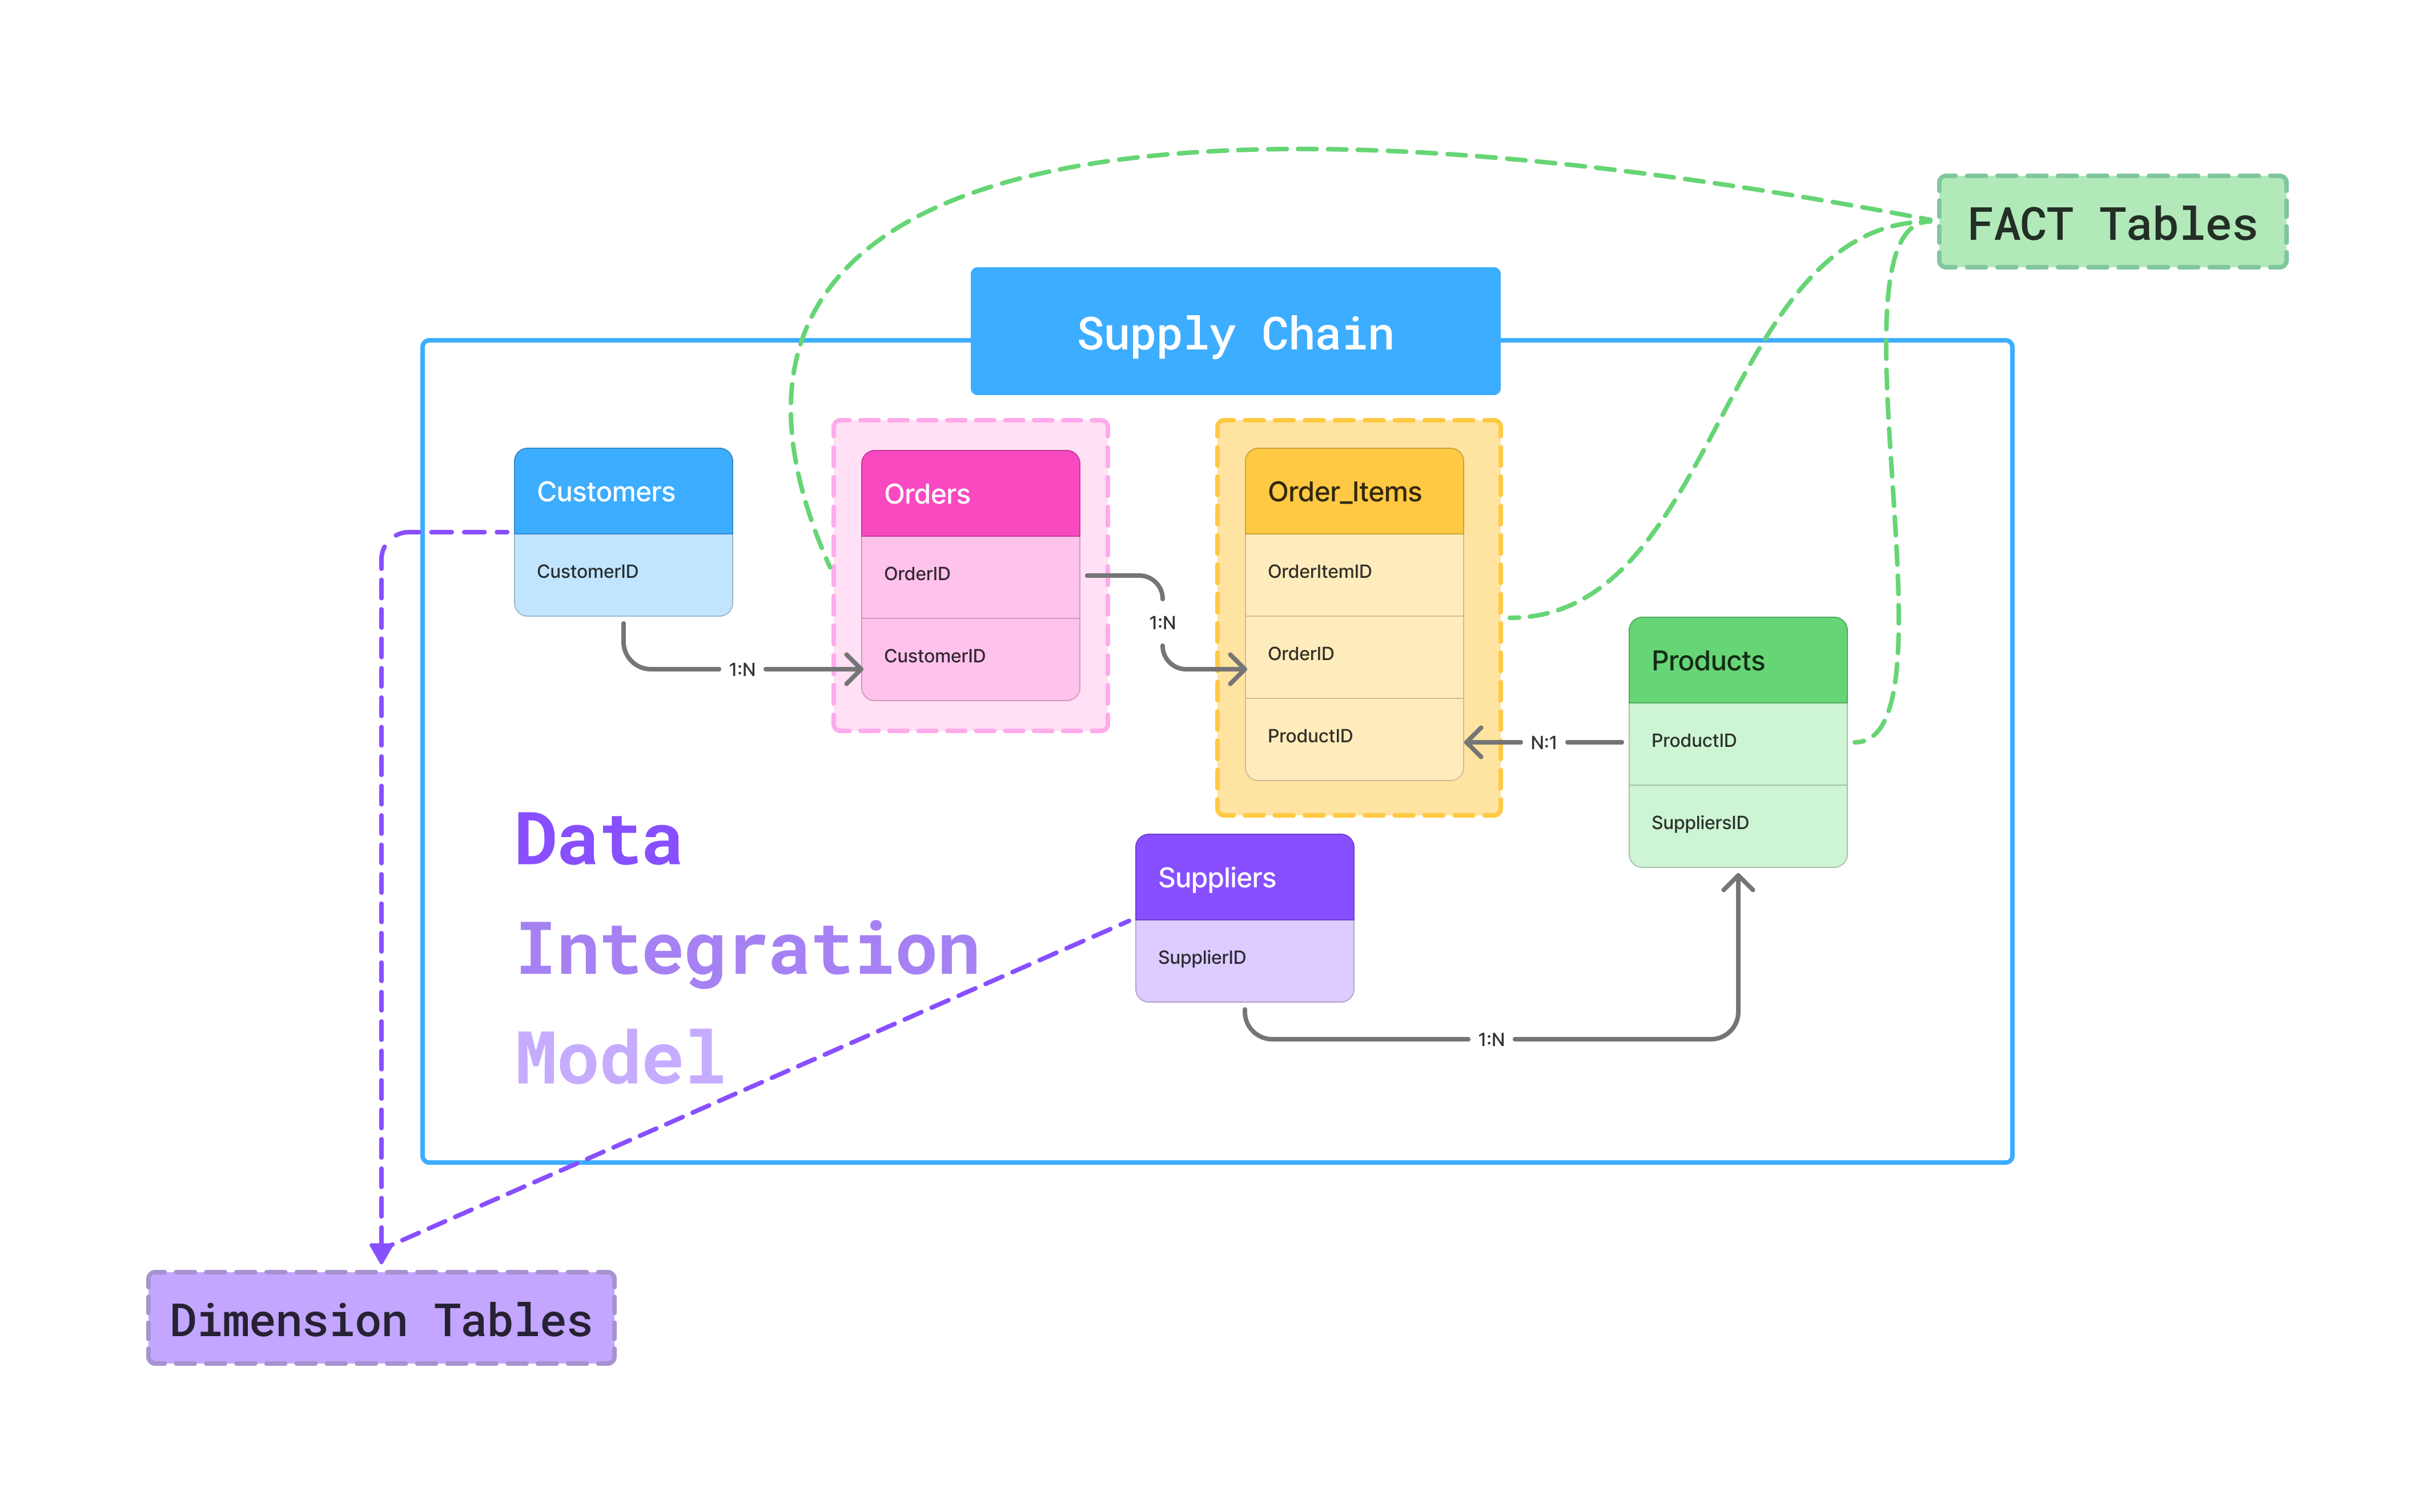 FACT Tables
Supply Chain
Customers
CustomerID
1:N
Orders
OrderID
CustomerID
1:N
Order_Items
OrderItemID
OrderID
ProductID
N:1
Products
ProductID
SuppliersID
Data
Integration
Model
Suppliers
SupplierID
1:N
Dimension Tables